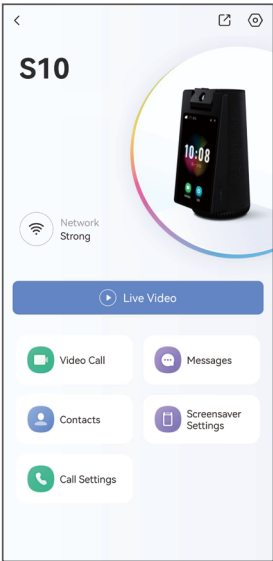 S10
10:08
Network
Strong
Live Video
Video Call
Messages
Contacts
Screensaver
Settings
Call Settings